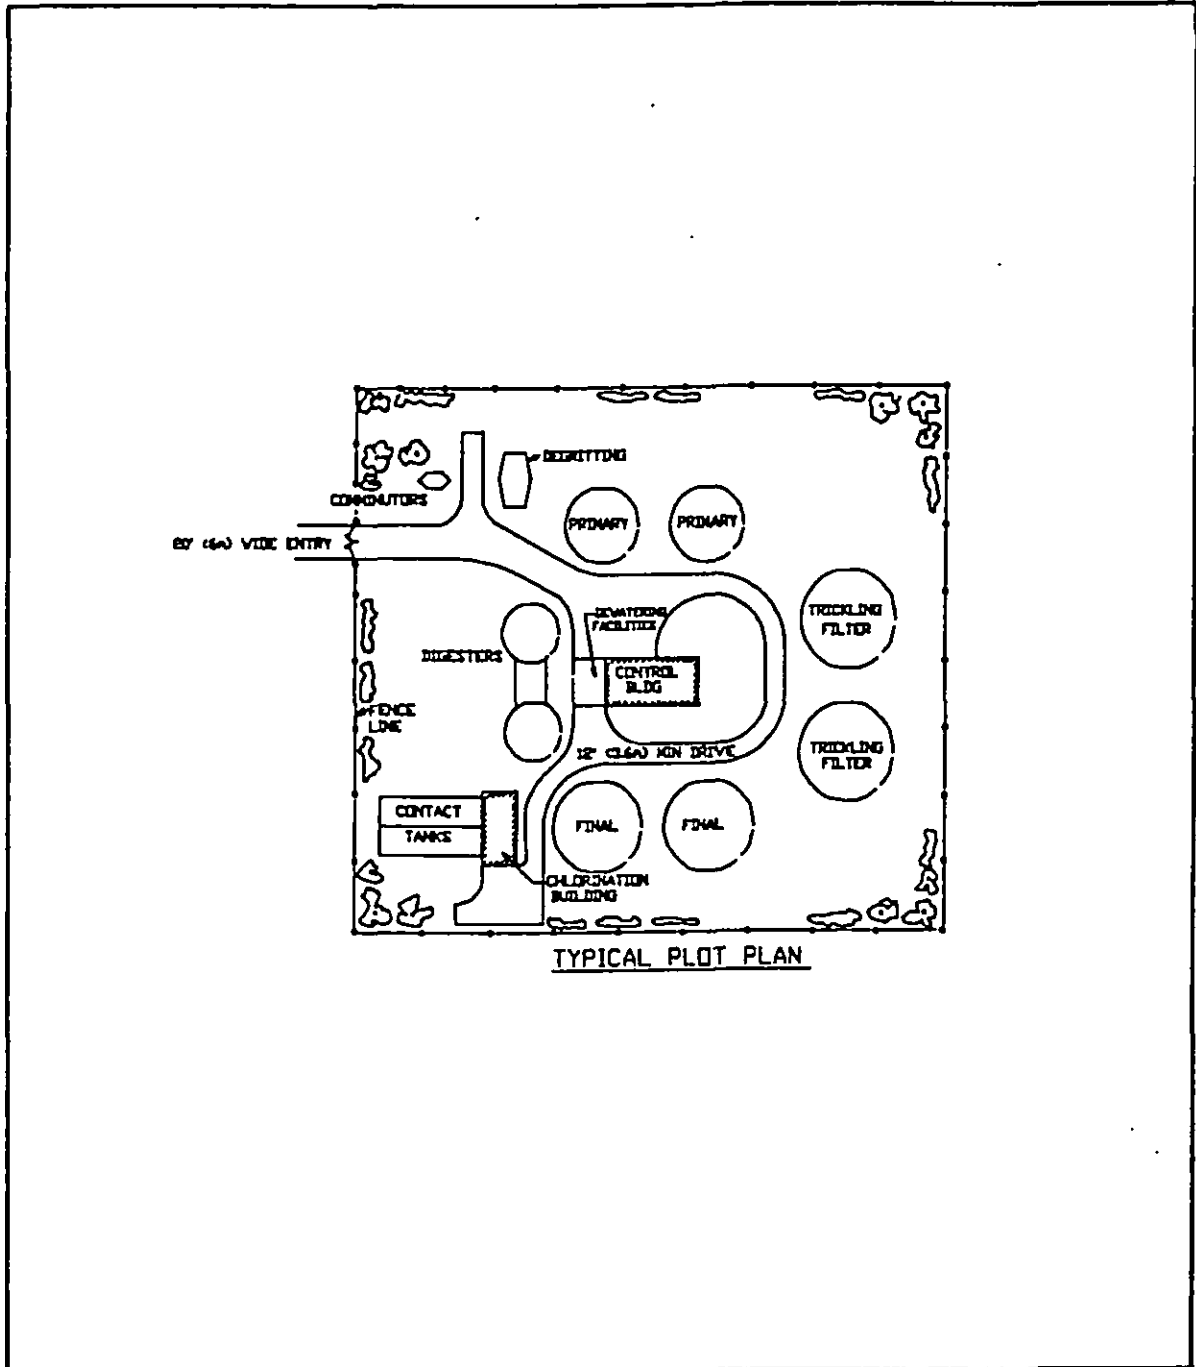 DEGRITTING
COMMINUTORS
PRIMARY
PRIMARY
20' (6m) WIDE ENTRY
TRICKLING
FILTER
DEWATERING
FACILITIES
DIGESTERS
CONTROL
BLDG
FENCE
LINE
12' (3.6m) MIN DRIVE
TRICKLING
FILTER
CONTACT
TANKS
FINAL
FINAL
CHLORINATION
BUILDING
TYPICAL PLOT PLAN